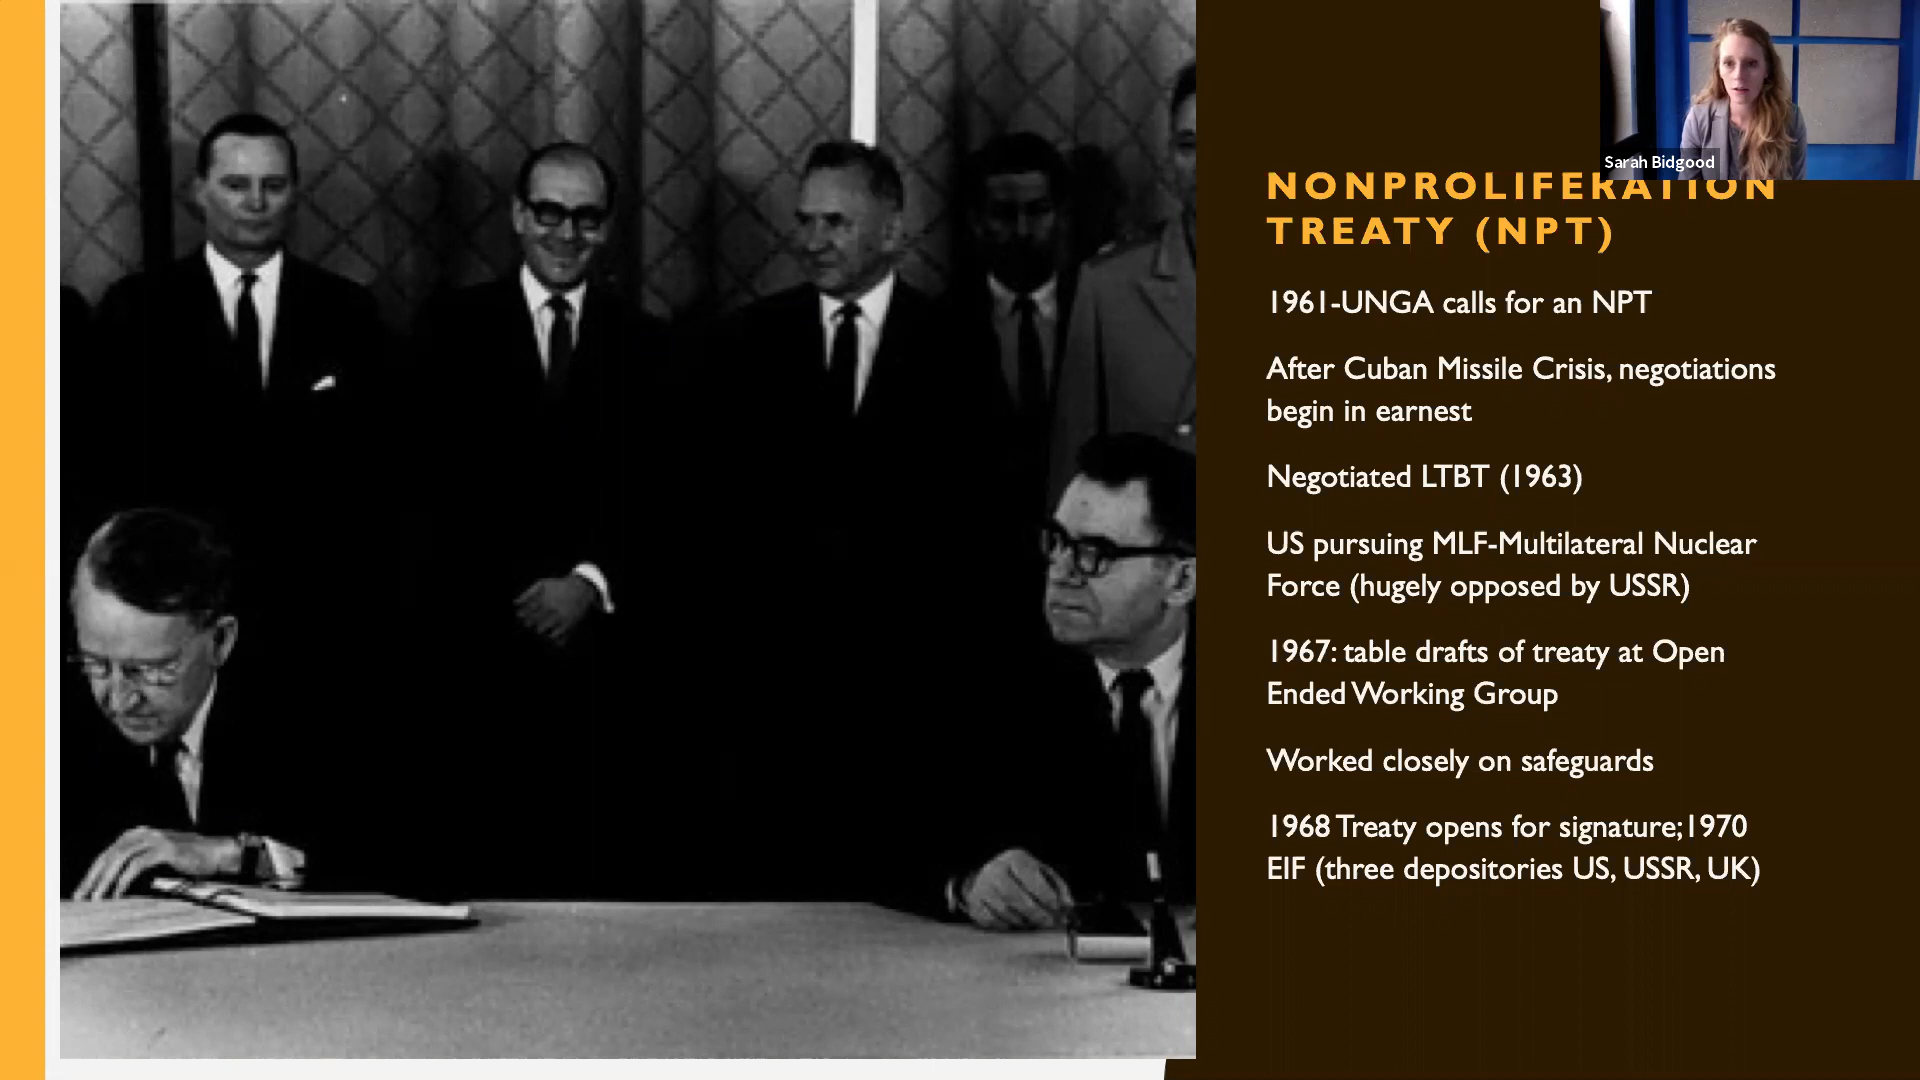 Sarah Bidgood
NONPROLIFERATION
TREATY (NPT)
1961-UNGA calls for an NPT
After Cuban Missile Crisis, negotiations
begin in earnest
Negotiated LTBT (1963)
US pursuing MLF-Multilateral Nuclear
Force (hugely opposed by USSR)
1967: table drafts of treaty at Open
Ended Working Group
Worked closely on safeguards
1968 Treaty opens for signature;1970
EIF (three depositories US, USSR, UK)